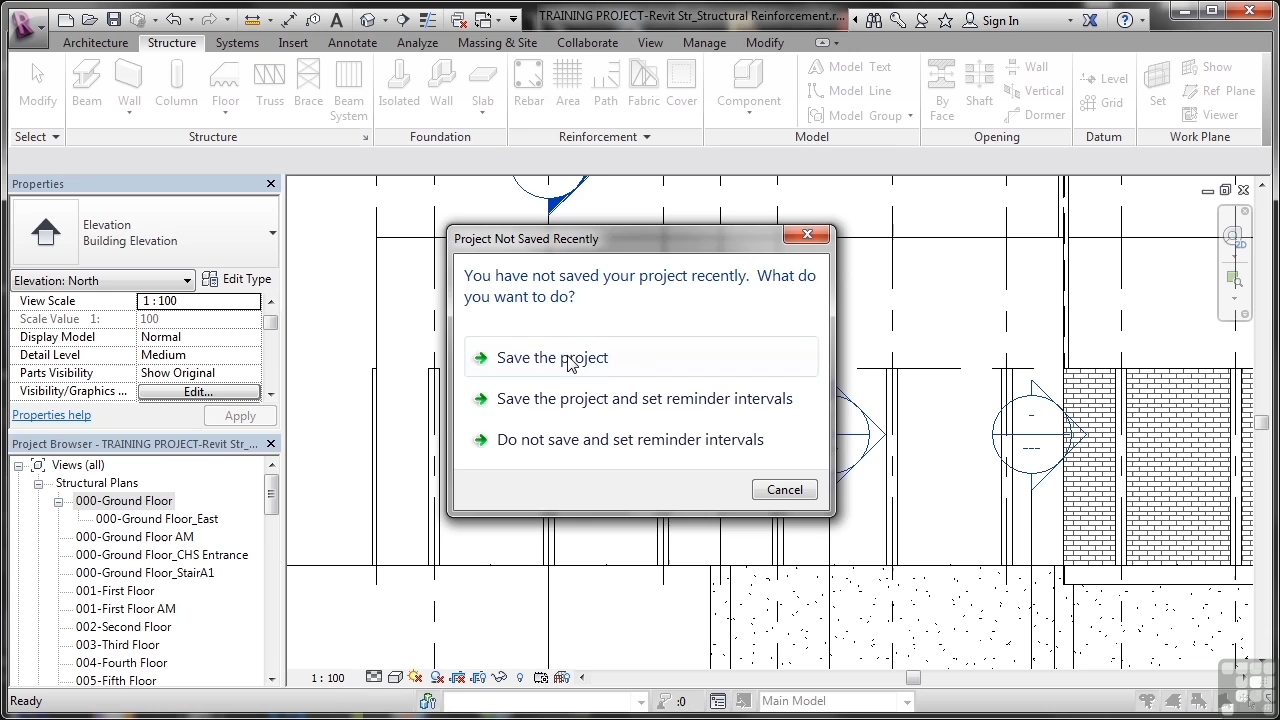 TRAINING PROJECT-Revit Str_Structural Reinforcement.r...
Sign In
Architecture Structure Systems Insert Annotate Analyze Massing & Site Collaborate View Manage Modify
Modify Beam Wall Column Floor Truss Brace Beam System Isolated Wall Slab Rebar Area Path Fabric Cover Component
Model Text
Model Line
Model Group
By Face Shaft
Wall
Vertical
Dormer
Level
Grid
Set
Show
Ref Plane
Viewer
Select Structure Foundation Reinforcement Model Opening Datum Work Plane
Properties
Elevation
Building Elevation
Elevation: North Edit Type
View Scale 1 : 100
Scale Value 1: 100
Display Model Normal
Detail Level Medium
Parts Visibility Show Original
Visibility/Graphics ... Edit...
Properties help Apply
Project Browser - TRAINING PROJECT-Revit Str_...
Views (all)
Structural Plans
000-Ground Floor
000-Ground Floor_East
000-Ground Floor AM
000-Ground Floor_CHS Entrance
000-Ground Floor_StairA1
001-First Floor
001-First Floor AM
002-Second Floor
003-Third Floor
004-Fourth Floor
005-Fifth Floor
Project Not Saved Recently
You have not saved your project recently. What do
you want to do?
Save the project
Save the project and set reminder intervals
Do not save and set reminder intervals
Cancel
2D
1 : 100
Ready
:0
Main Model